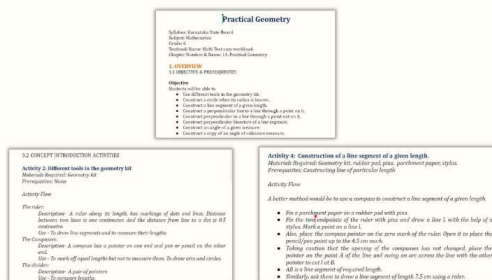 Practical Geometry
Syllabus: Karnataka State Board
Subject: Mathematics
Grade: 6
Textbook Name: Math Text cum workbook
Chapter Number & Name: 14. Practical Geometry
1. OVERVIEW
1.1 OBJECTIVE & PREREQUISITES
Objective
Students will be able to
Use different tools in the geometry kit.
Construct a circle when its radius is known.
Construct a line segment of a given length.
Construct a perpendicular to a line through a point on it.
Construct perpendicular to a line through a point not on it.
Construct perpendicular bisectors of a line segment.
Construct an angle of a given measure.
Construct a copy of an angle of unknown measure.
3.2 CONCEPT INTRODUCTION ACTIVITIES
Activity 2: Different tools in the geometry kit
Materials Required: Geometry kit
Prerequisites: None
Activity Flow
The ruler:
Description- A ruler along its length, has markings of dots and lines. Distance
between two lines is one centimetre. And the distance from line to a dot is 0.5
centimetre.
Use - To draw line segments and to measure their lengths.
The Compasses:
Description- A compass has a pointer on one end and pen or pencil on the other
end.
Use - To mark off equal lengths but not to measure them. To draw arcs and circles.
The divider:
Description- A pair of pointers
Use - To compare lengths.
Activity 4: Construction of a line segment of a given length.
Materials Required: Geometry kit, rubber pad, pins, parchment paper, stylus.
Prerequisites: Constructing line of particular length
Activity Flow
A better method would be to use a compass to construct a line segment of a given length.
Fix a parchment paper on a rubber pad with pins.
Fix the two endpoints of the ruler with pins and draw a line l. with the help of a
stylus. Mark a point on a line l.
Also, place the compass pointer on the zero mark of the ruler. Open it to place the
pencil/pen point up to the 4.5 cm mark.
Taking caution that the opening of the compasses has not changed, place the
pointer on the point A of the line and swing an arc across the line with the other
pointer to cut l at B.
AB is a line segment of required length.
Similarly, ask them to draw a line segment of length 7.5 cm using a ruler.